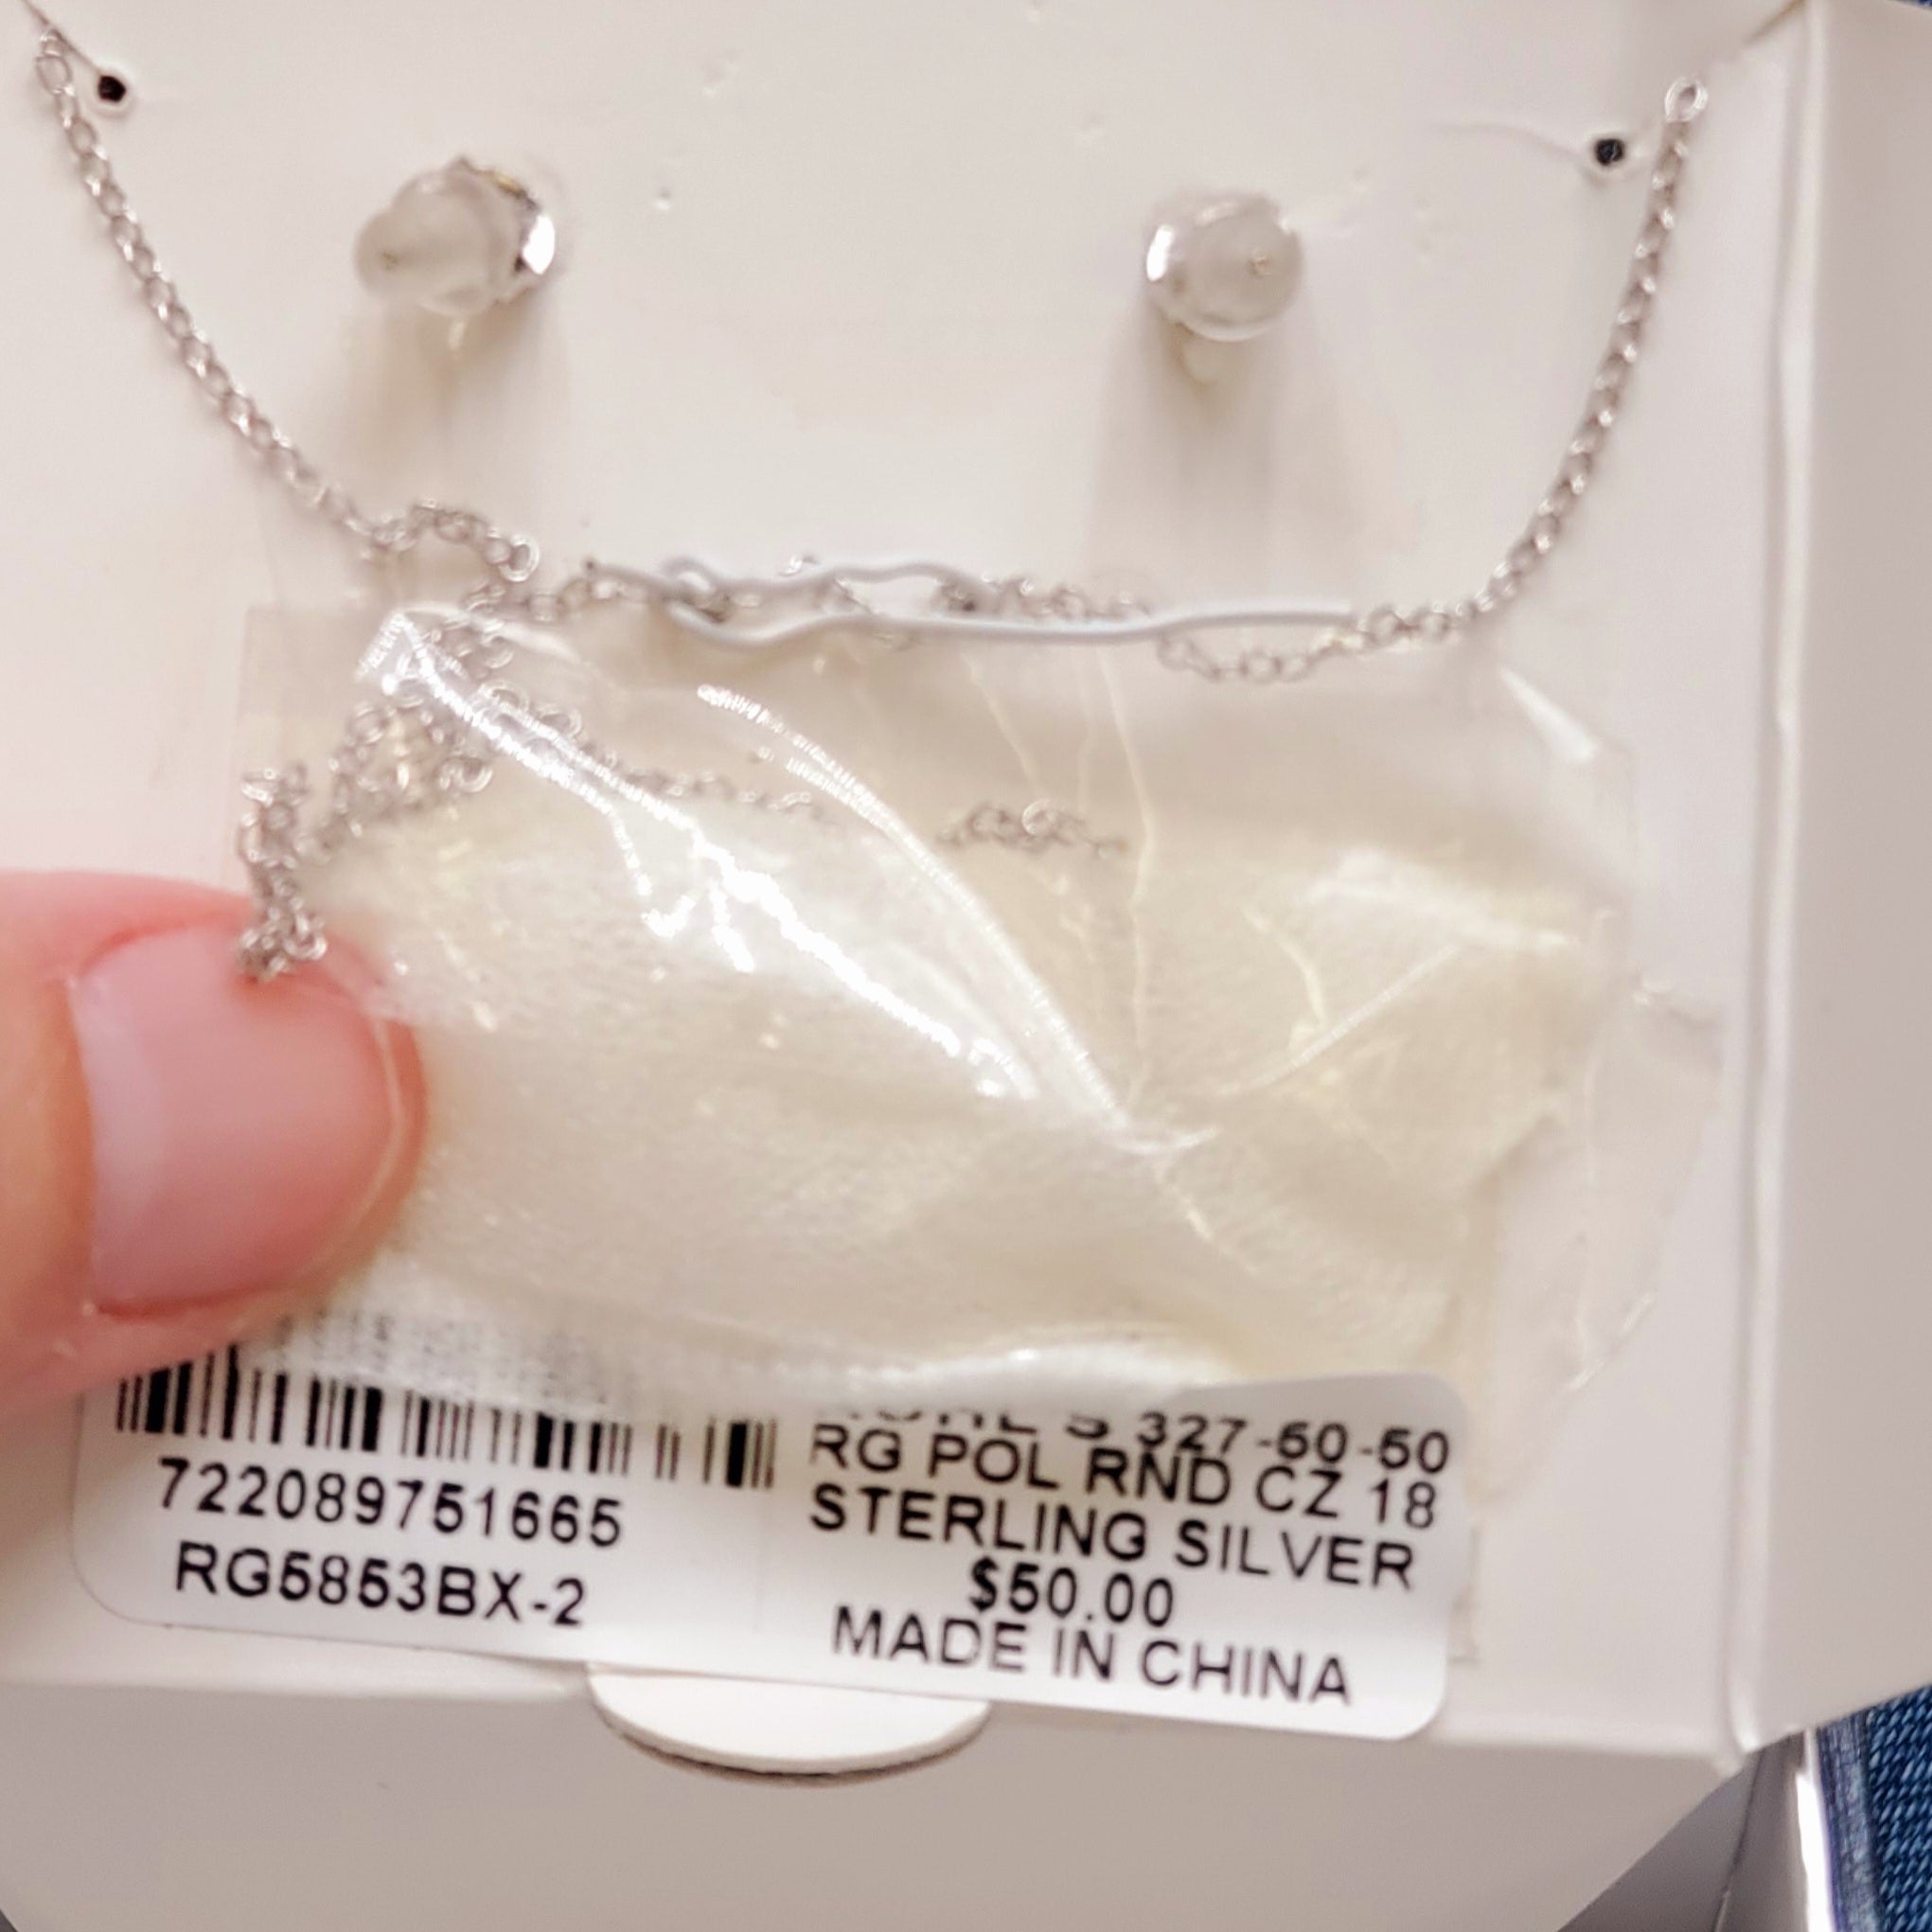 722089751665
RG5853BX-2
327-60-50
RG POL RND CZ 18
STERLING SILVER
$50.00
MADE IN CHINA